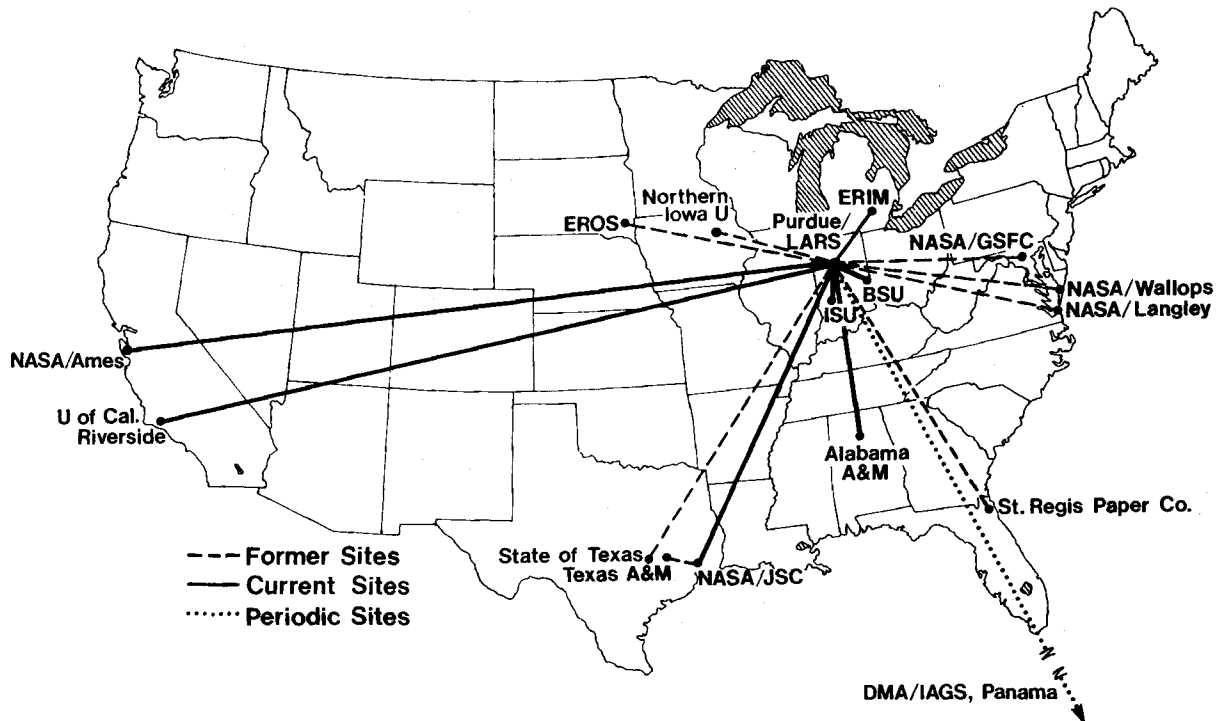 Northern
Iowa U
EROS
Purdue/
LARS
ERIM
NASA/GSFC
BSU
ISU
NASA/Wallops
NASA/Langley
NASA/Ames
U of Cal.
Riverside
Alabama
A&M
St. Regis Paper Co.
State of Texas
Texas A&M
NASA/JSC
Former Sites
Current Sites
Periodic Sites
DMA/IAGS, Panama